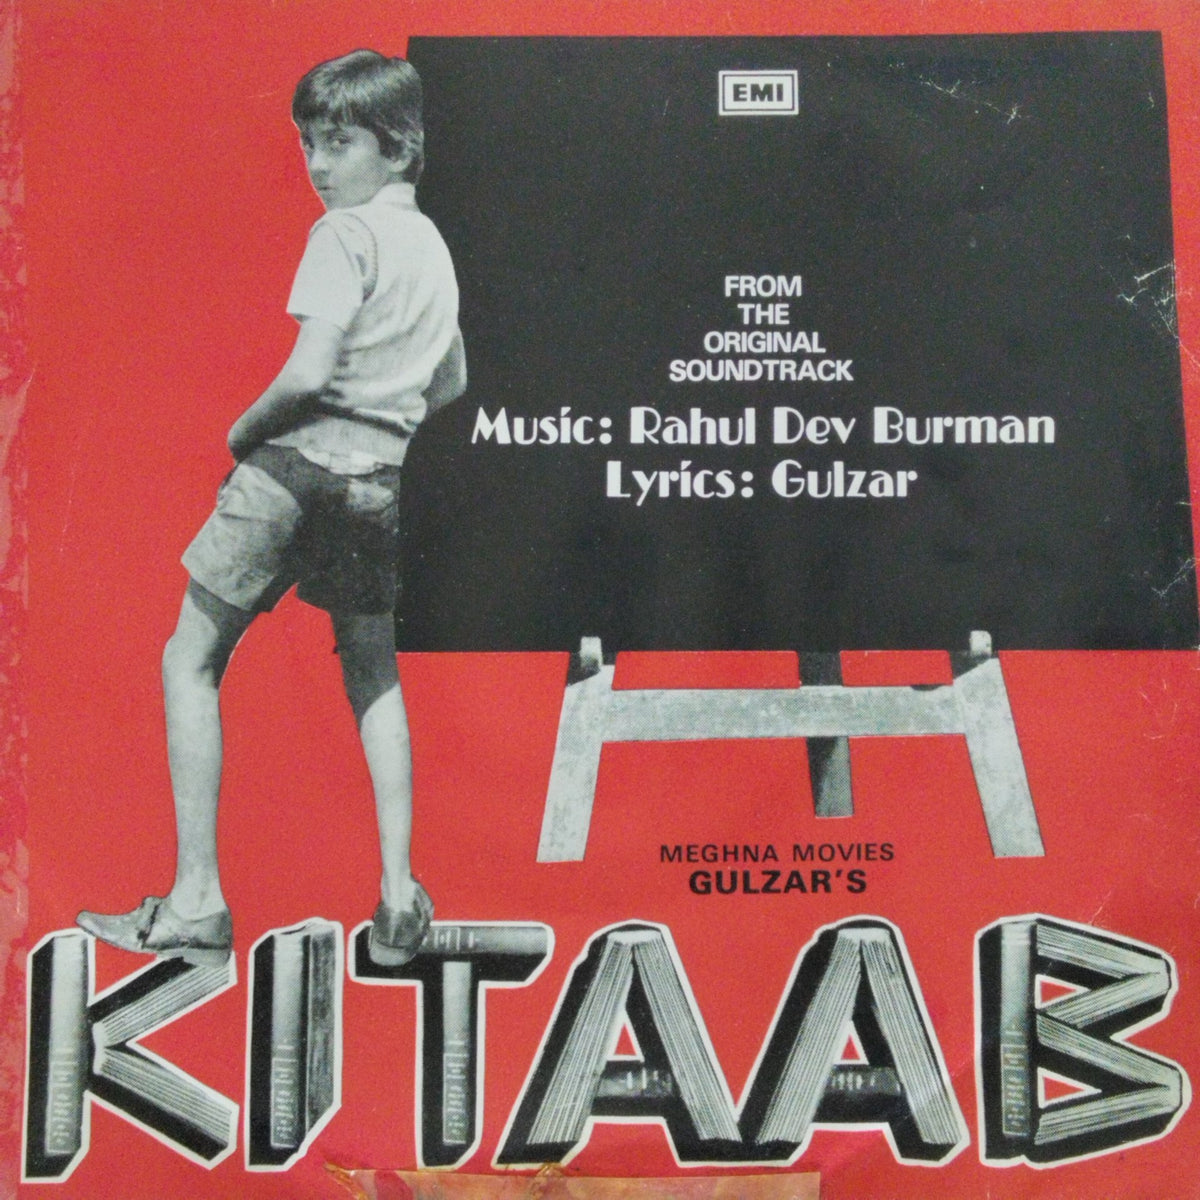 EMI
FROM
THE
ORIGINAL
SOUNDTRACK
Music: Rahul Dev Burman
Lyrics: Gulzar
MEGHNA MOVIES
GULZAR'S
KITAAB